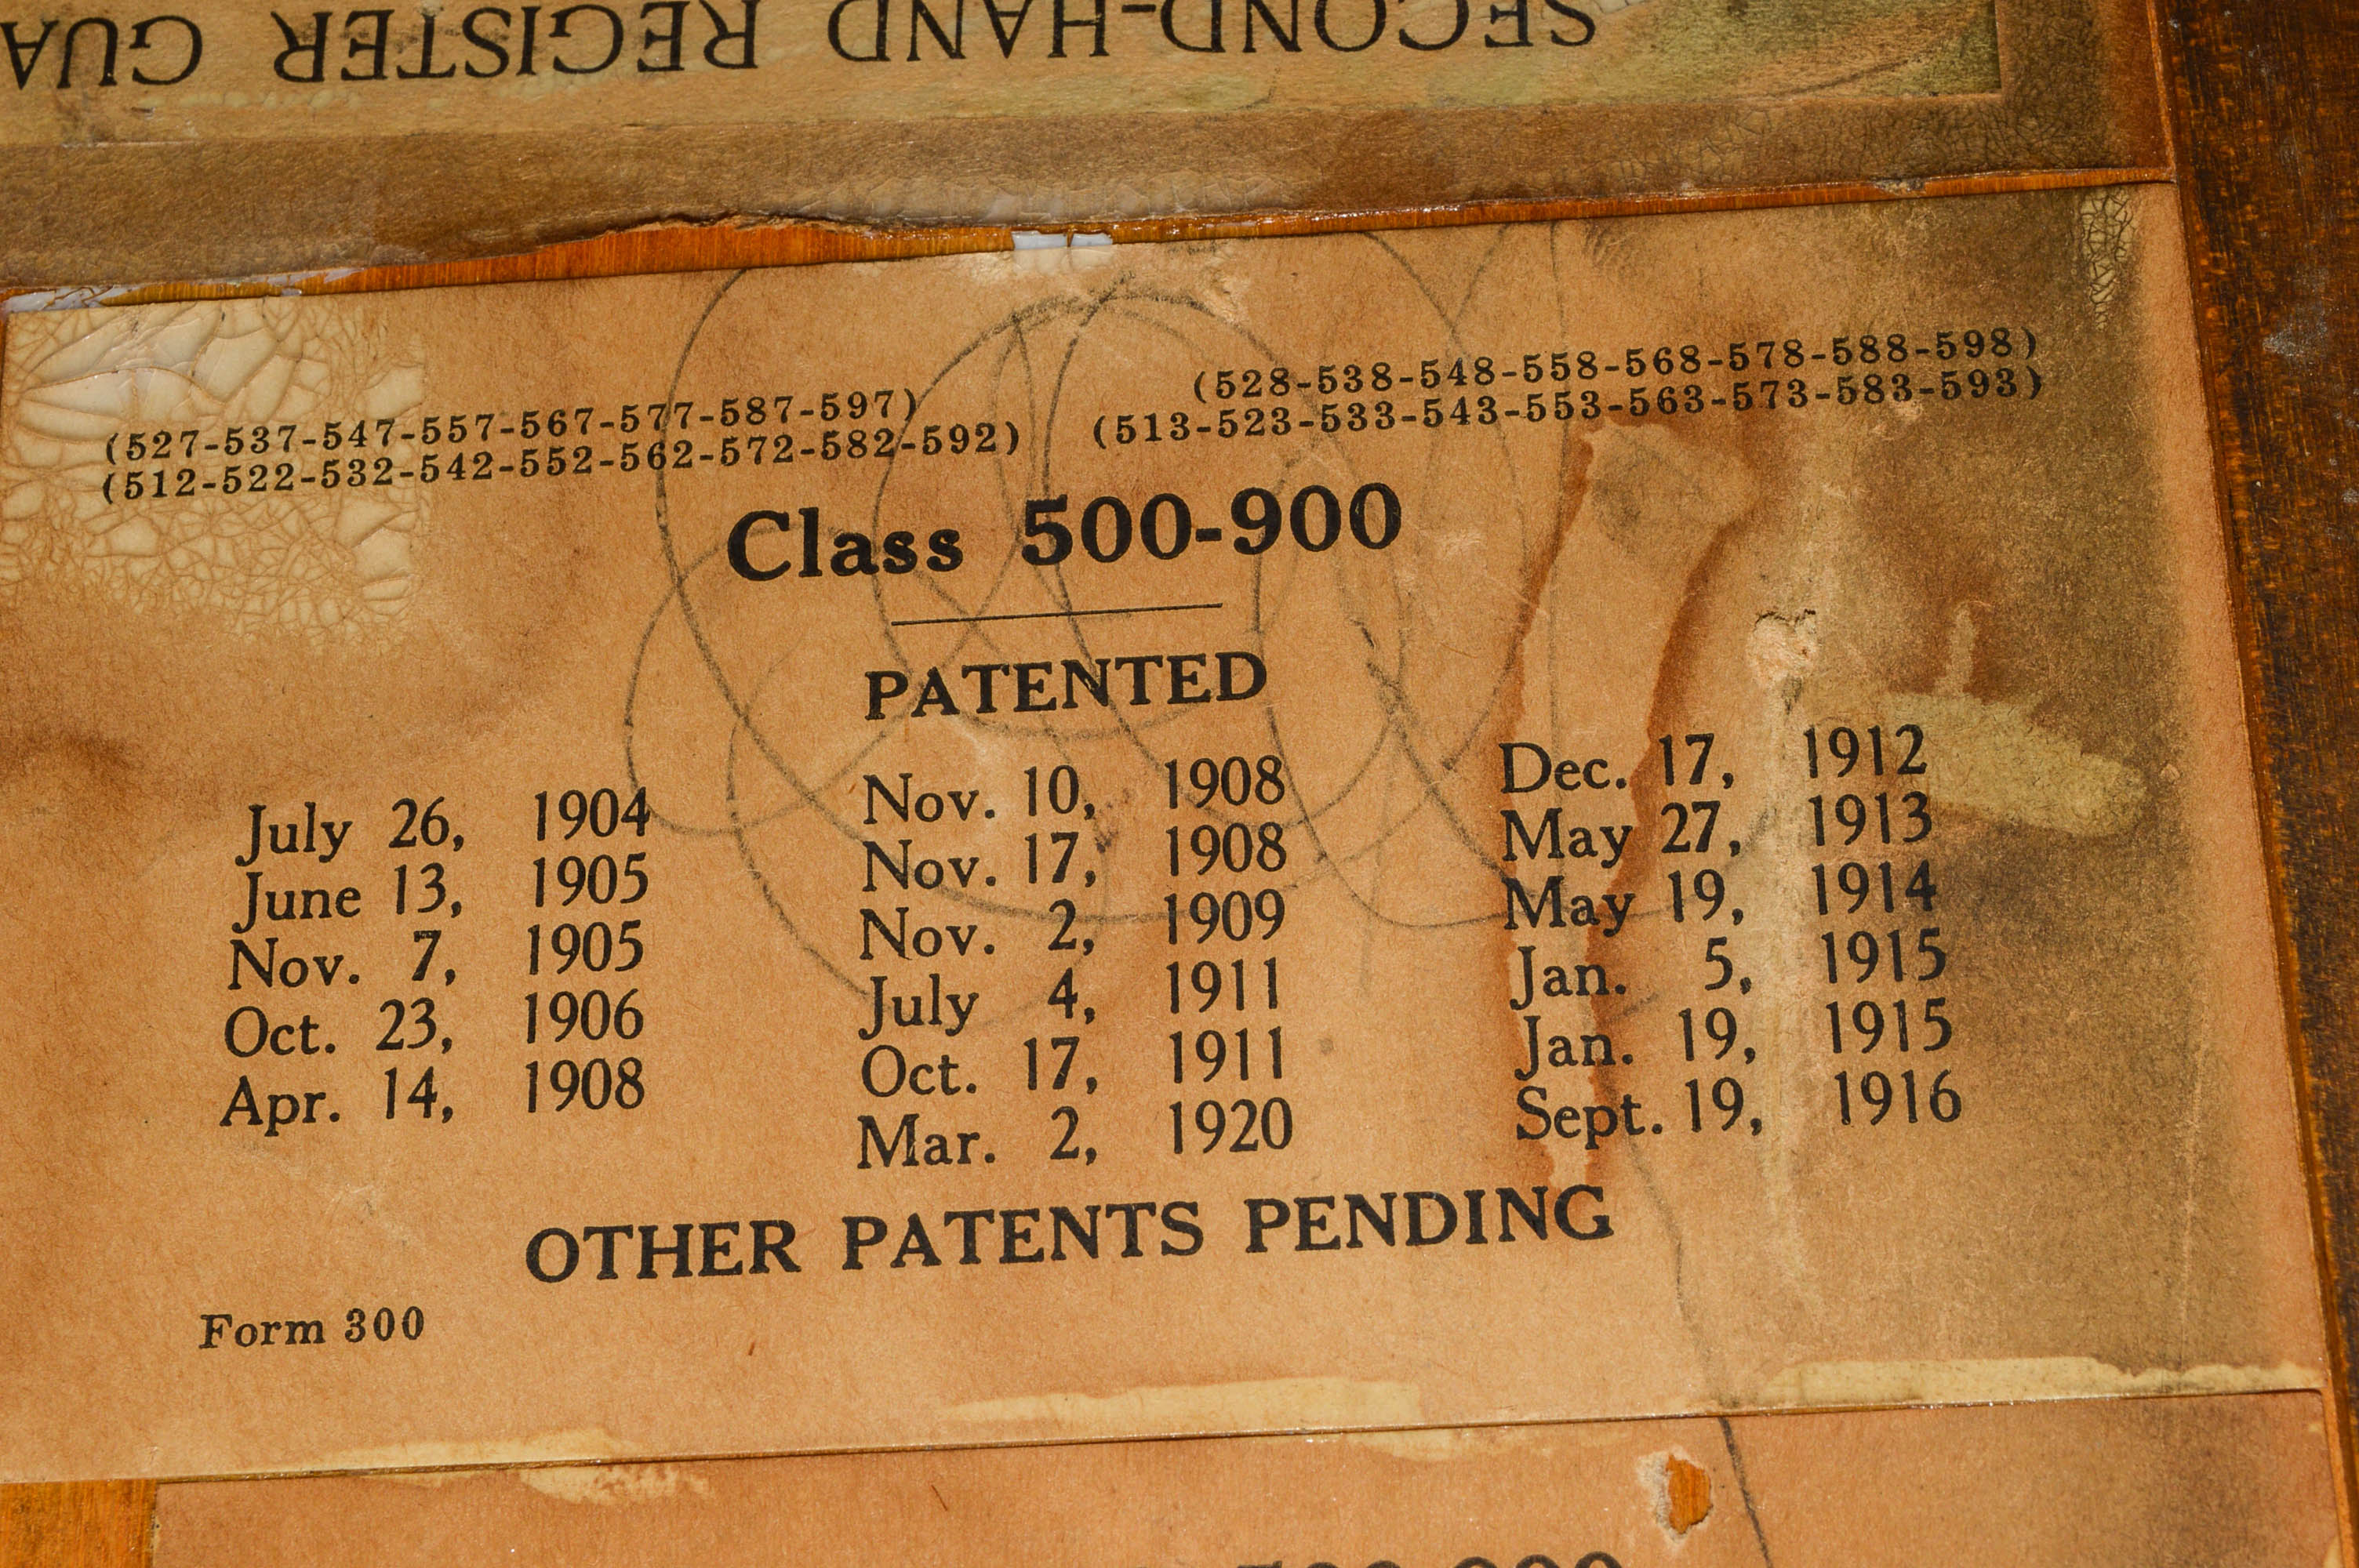 SECOND-HAND REGISTER GUA
(527-537-547-557-567-577-587-597) (528-538-548-558-568-578-588-598)
(512-522-532-542-552-562-572-582-592) (513-523-533-543-553-563-573-583-593)
Class 500-900
PATENTED
July 26, 1904
June 13, 1905
Nov. 7, 1905
Oct. 23, 1906
Apr. 14, 1908
Nov. 10, 1908
Nov. 17, 1908
Nov. 2, 1909
July 4, 1911
Oct. 17, 1911
Mar. 2, 1920
Dec. 17, 1912
May 27, 1913
May 19, 1914
Jan. 5, 1915
Jan. 19, 1915
Sept. 19, 1916
OTHER PATENTS PENDING
Form 300